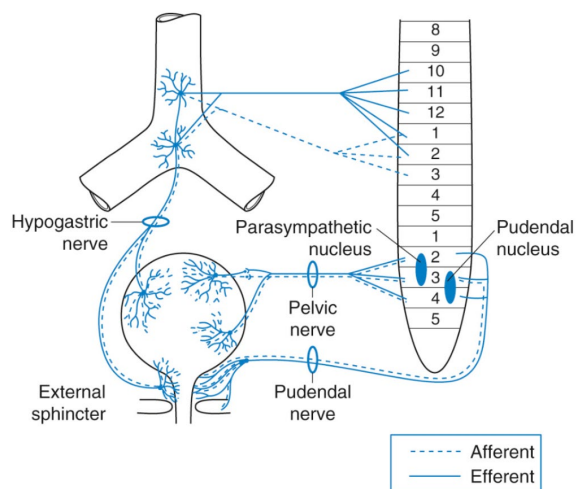 8
9
10
11
12
1
2
3
4
5
1
2
3
4
5
Hypogastric
nerve
Parasympathetic
nucleus
Pudendal
nucleus
Pelvic
nerve
External
sphincter
Pudendal
nerve
Afferent
Efferent